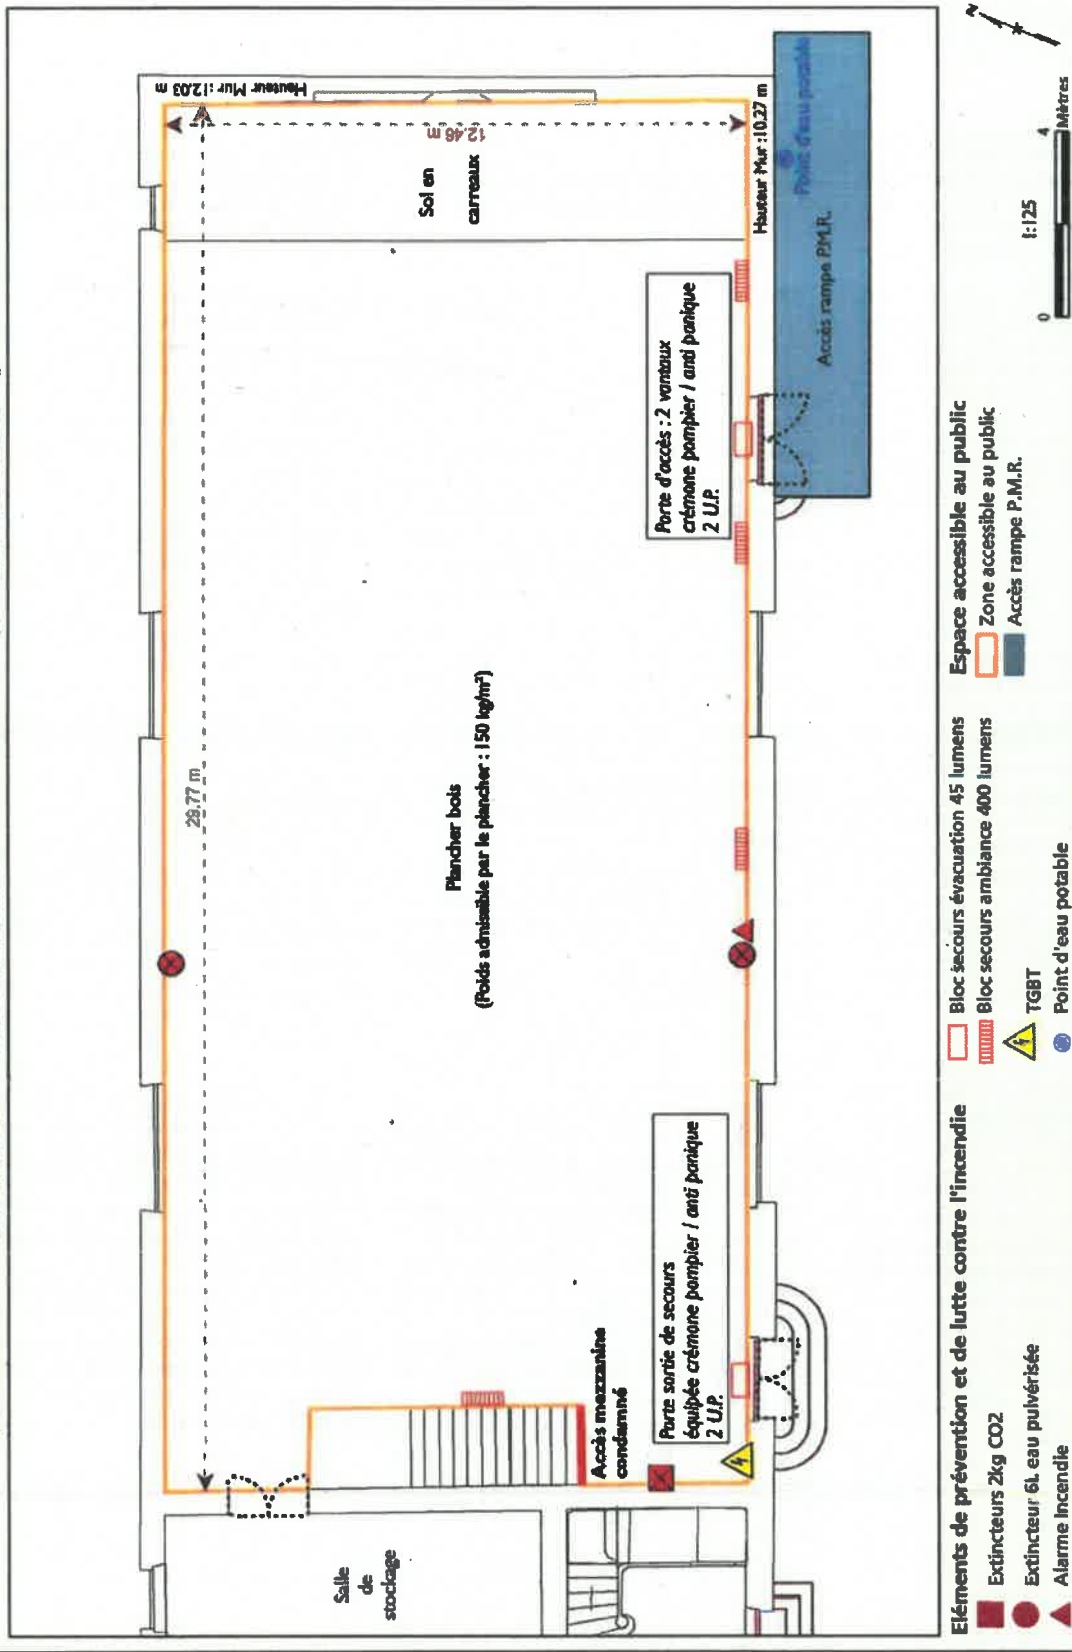 Hauteur Mur : 12.03 m
12.46 m
29.77 m
Sol en
carreaux
Hauteur Mur : 10.27 m
Point d'eau potable
Accès rampe P.M.R.
Porte d'accès : 2 vantaux
crémone pompier / anti panique
2 U.P.
Plancher bois
(Poids admissible par le plancher : 150 kg/m²)
Accès mezzanine
condamné
Porte sortie de secours
équipée crémone pompier / anti panique
2 U.P.
Salle
de
stockage
Eléments de prévention et de lutte contre l'incendie
Extincteurs 2kg CO2
Extincteur 6L eau pulvérisée
Alarme Incendie
Bloc secours évacuation 45 lumens
Bloc secours ambiance 400 lumens
TGBT
Point d'eau potable
Espace accessible au public
Zone accessible au public
Accès rampe P.M.R.
1:125
0 4
Mètres
N